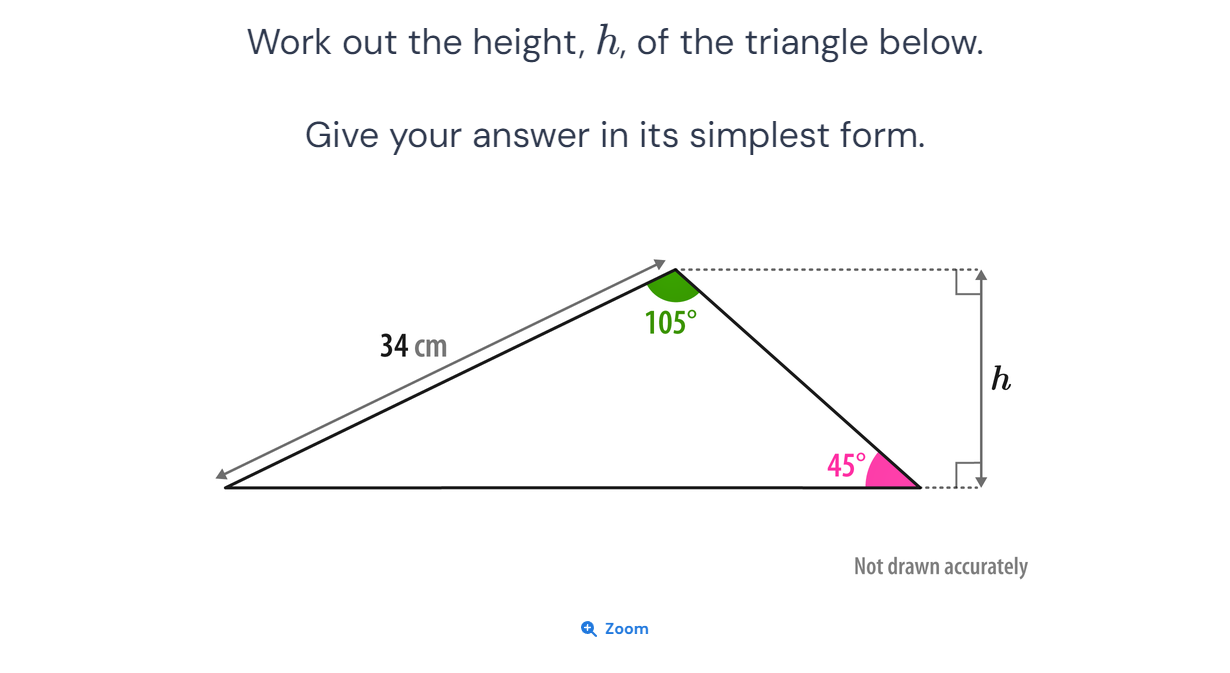 Work out the height, h, of the triangle below.
Give your answer in its simplest form.
34 cm
105°
h
45°
Not drawn accurately
Zoom